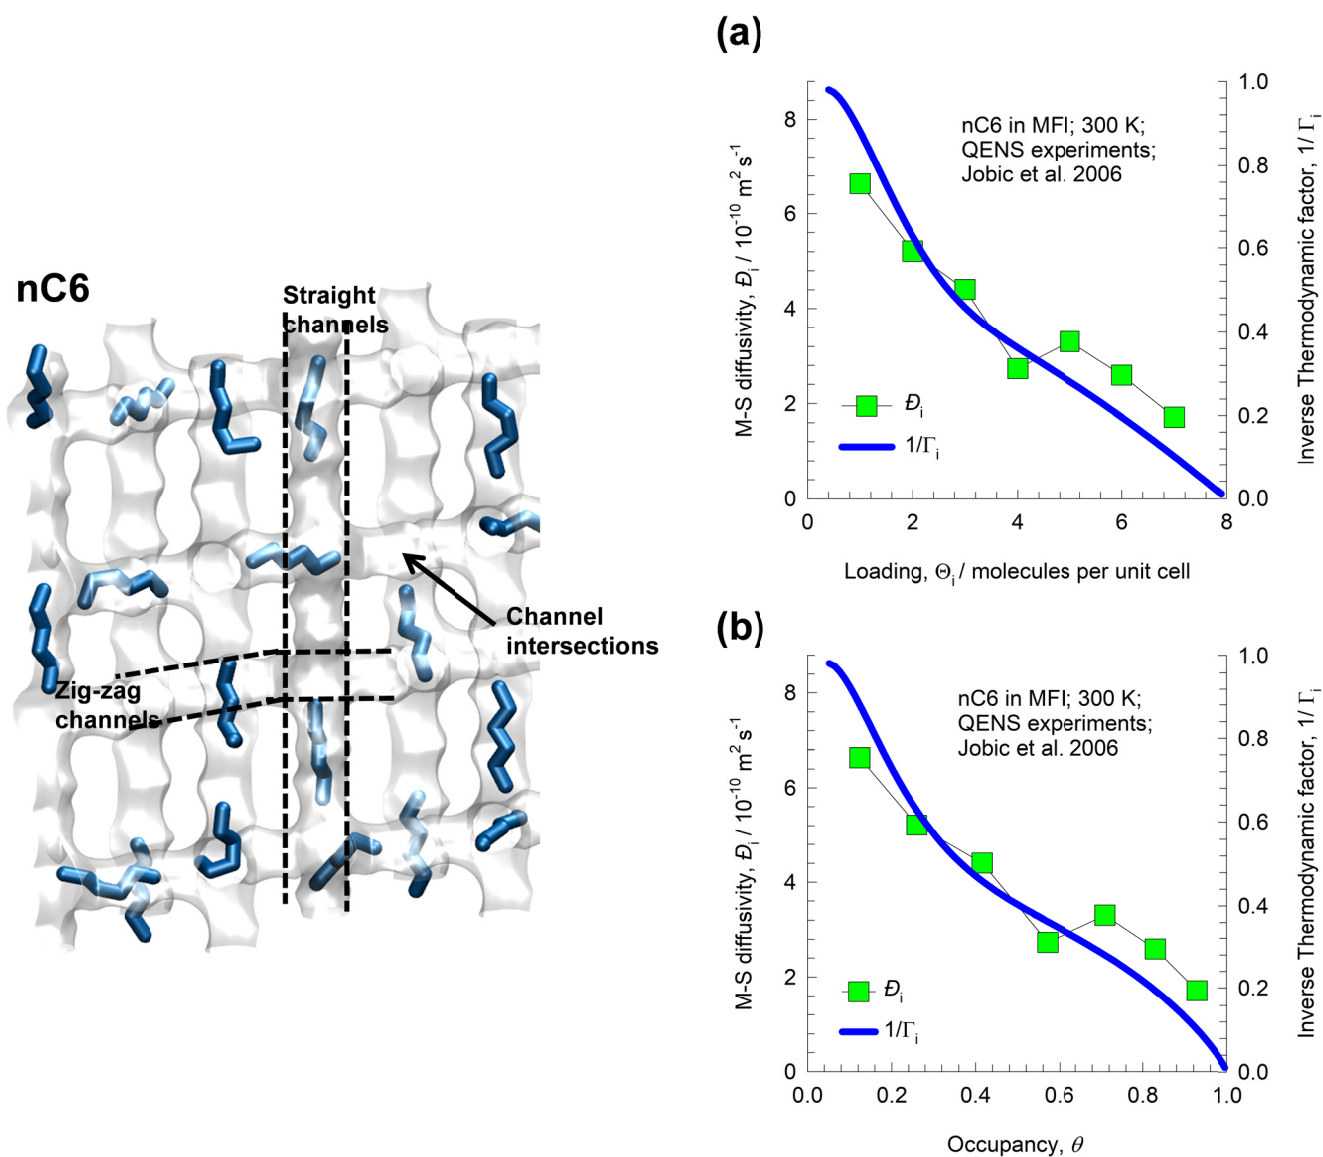 nC6
Straight
channels
Channel
intersections
Zig-zag
channels
(a)
nC6 in MFI; 300 K;
QENS experiments;
Jobic et al. 2006
Đi
1/Γi
M-S diffusivity, Đi / 10-10 m2 s-1
8
6
4
2
0
Inverse Thermodynamic factor, 1/ Γi
1.0
0.8
0.6
0.4
0.2
0.0
0 2 4 6 8
Loading, Θi / molecules per unit cell
(b)
nC6 in MFI; 300 K;
QENS experiments;
Jobic et al. 2006
Đi
1/Γi
M-S diffusivity, Đi / 10-10 m2 s-1
8
6
4
2
0
Inverse Thermodynamic factor, 1/ Γi
1.0
0.8
0.6
0.4
0.2
0.0
0.0 0.2 0.4 0.6 0.8 1.0
Occupancy, θ